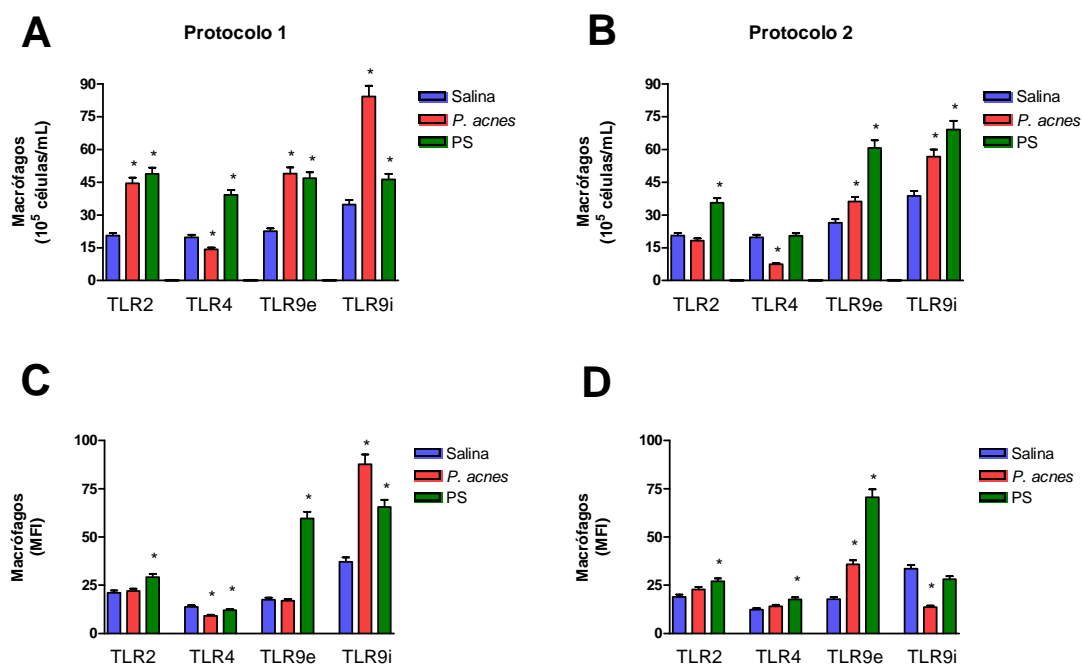 A
Protocolo 1
Macrófagos
(10⁵ células/mL)
90
75
60
45
30
15
0
* * * * * * * *
TLR2 TLR4 TLR9e TLR9i
Salina
P. acnes
PS
B
Protocolo 2
Macrófagos
(10⁵ células/mL)
90
75
60
45
30
15
0
* * * * * *
TLR2 TLR4 TLR9e TLR9i
Salina
P. acnes
PS
C
Macrófagos
(MFI)
100
75
50
25
0
* * * * * *
TLR2 TLR4 TLR9e TLR9i
Salina
P. acnes
PS
D
Macrófagos
(MFI)
100
75
50
25
0
* * * * *
TLR2 TLR4 TLR9e TLR9i
Salina
P. acnes
PS